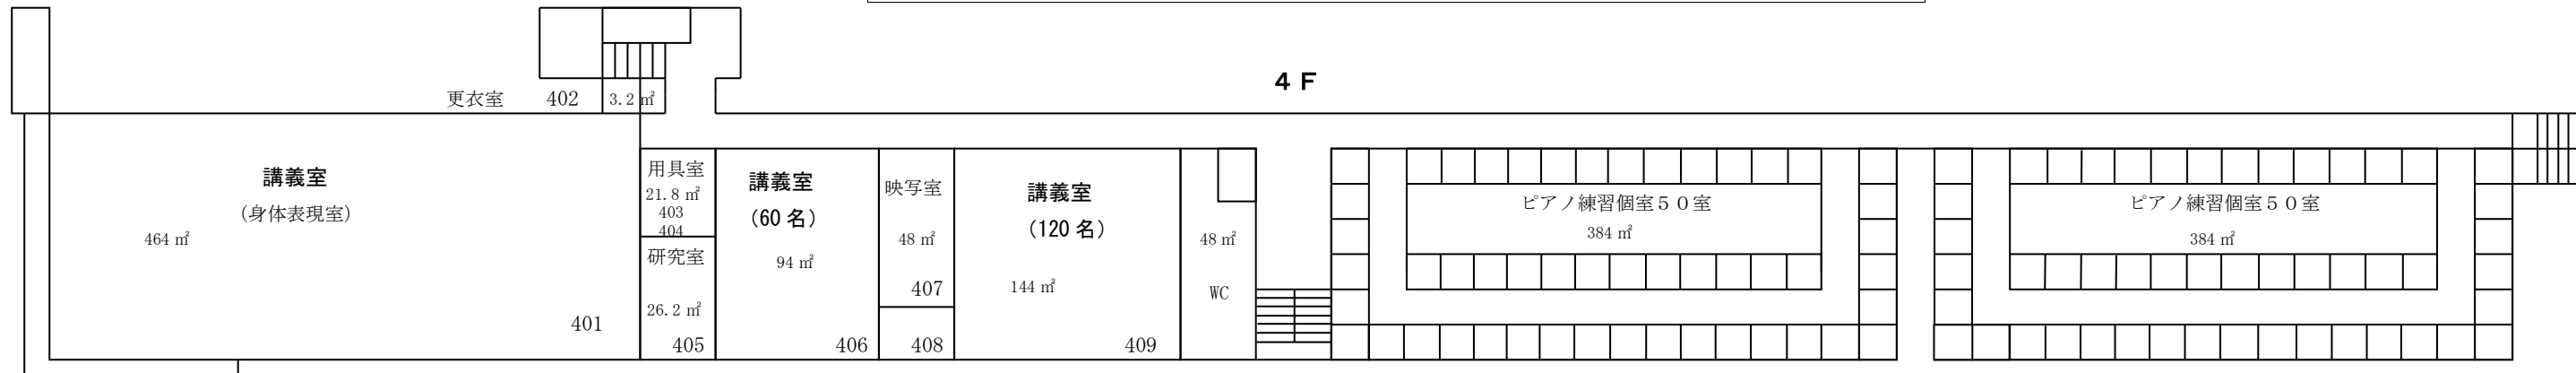 ４Ｆ
更衣室 402 3.2㎡
講義室
（身体表現室）
464㎡
401
用具室
21.8㎡
403
404
研究室
26.2㎡
405
講義室
（60名）
94㎡
406
映写室
48㎡
407
408
講義室
（120名）
144㎡
409
48㎡
WC
ピアノ練習個室５０室
384㎡
ピアノ練習個室５０室
384㎡